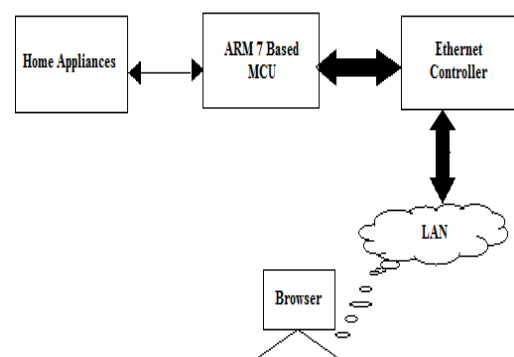 Home Appliances
ARM 7 Based
MCU
Ethernet
Controller
LAN
Browser